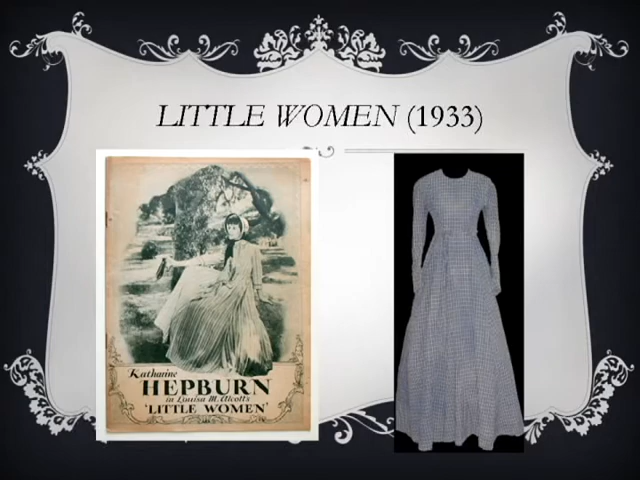 LITTLE WOMEN (1933)
Katharine
HEPBURN
in Louisa M. Alcott's
'LITTLE WOMEN'